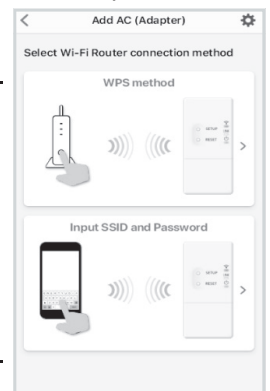 Add AC (Adapter)
Select Wi-Fi Router connection method
WPS method
SETUP
RESET
Input SSID and Password
SETUP
RESET